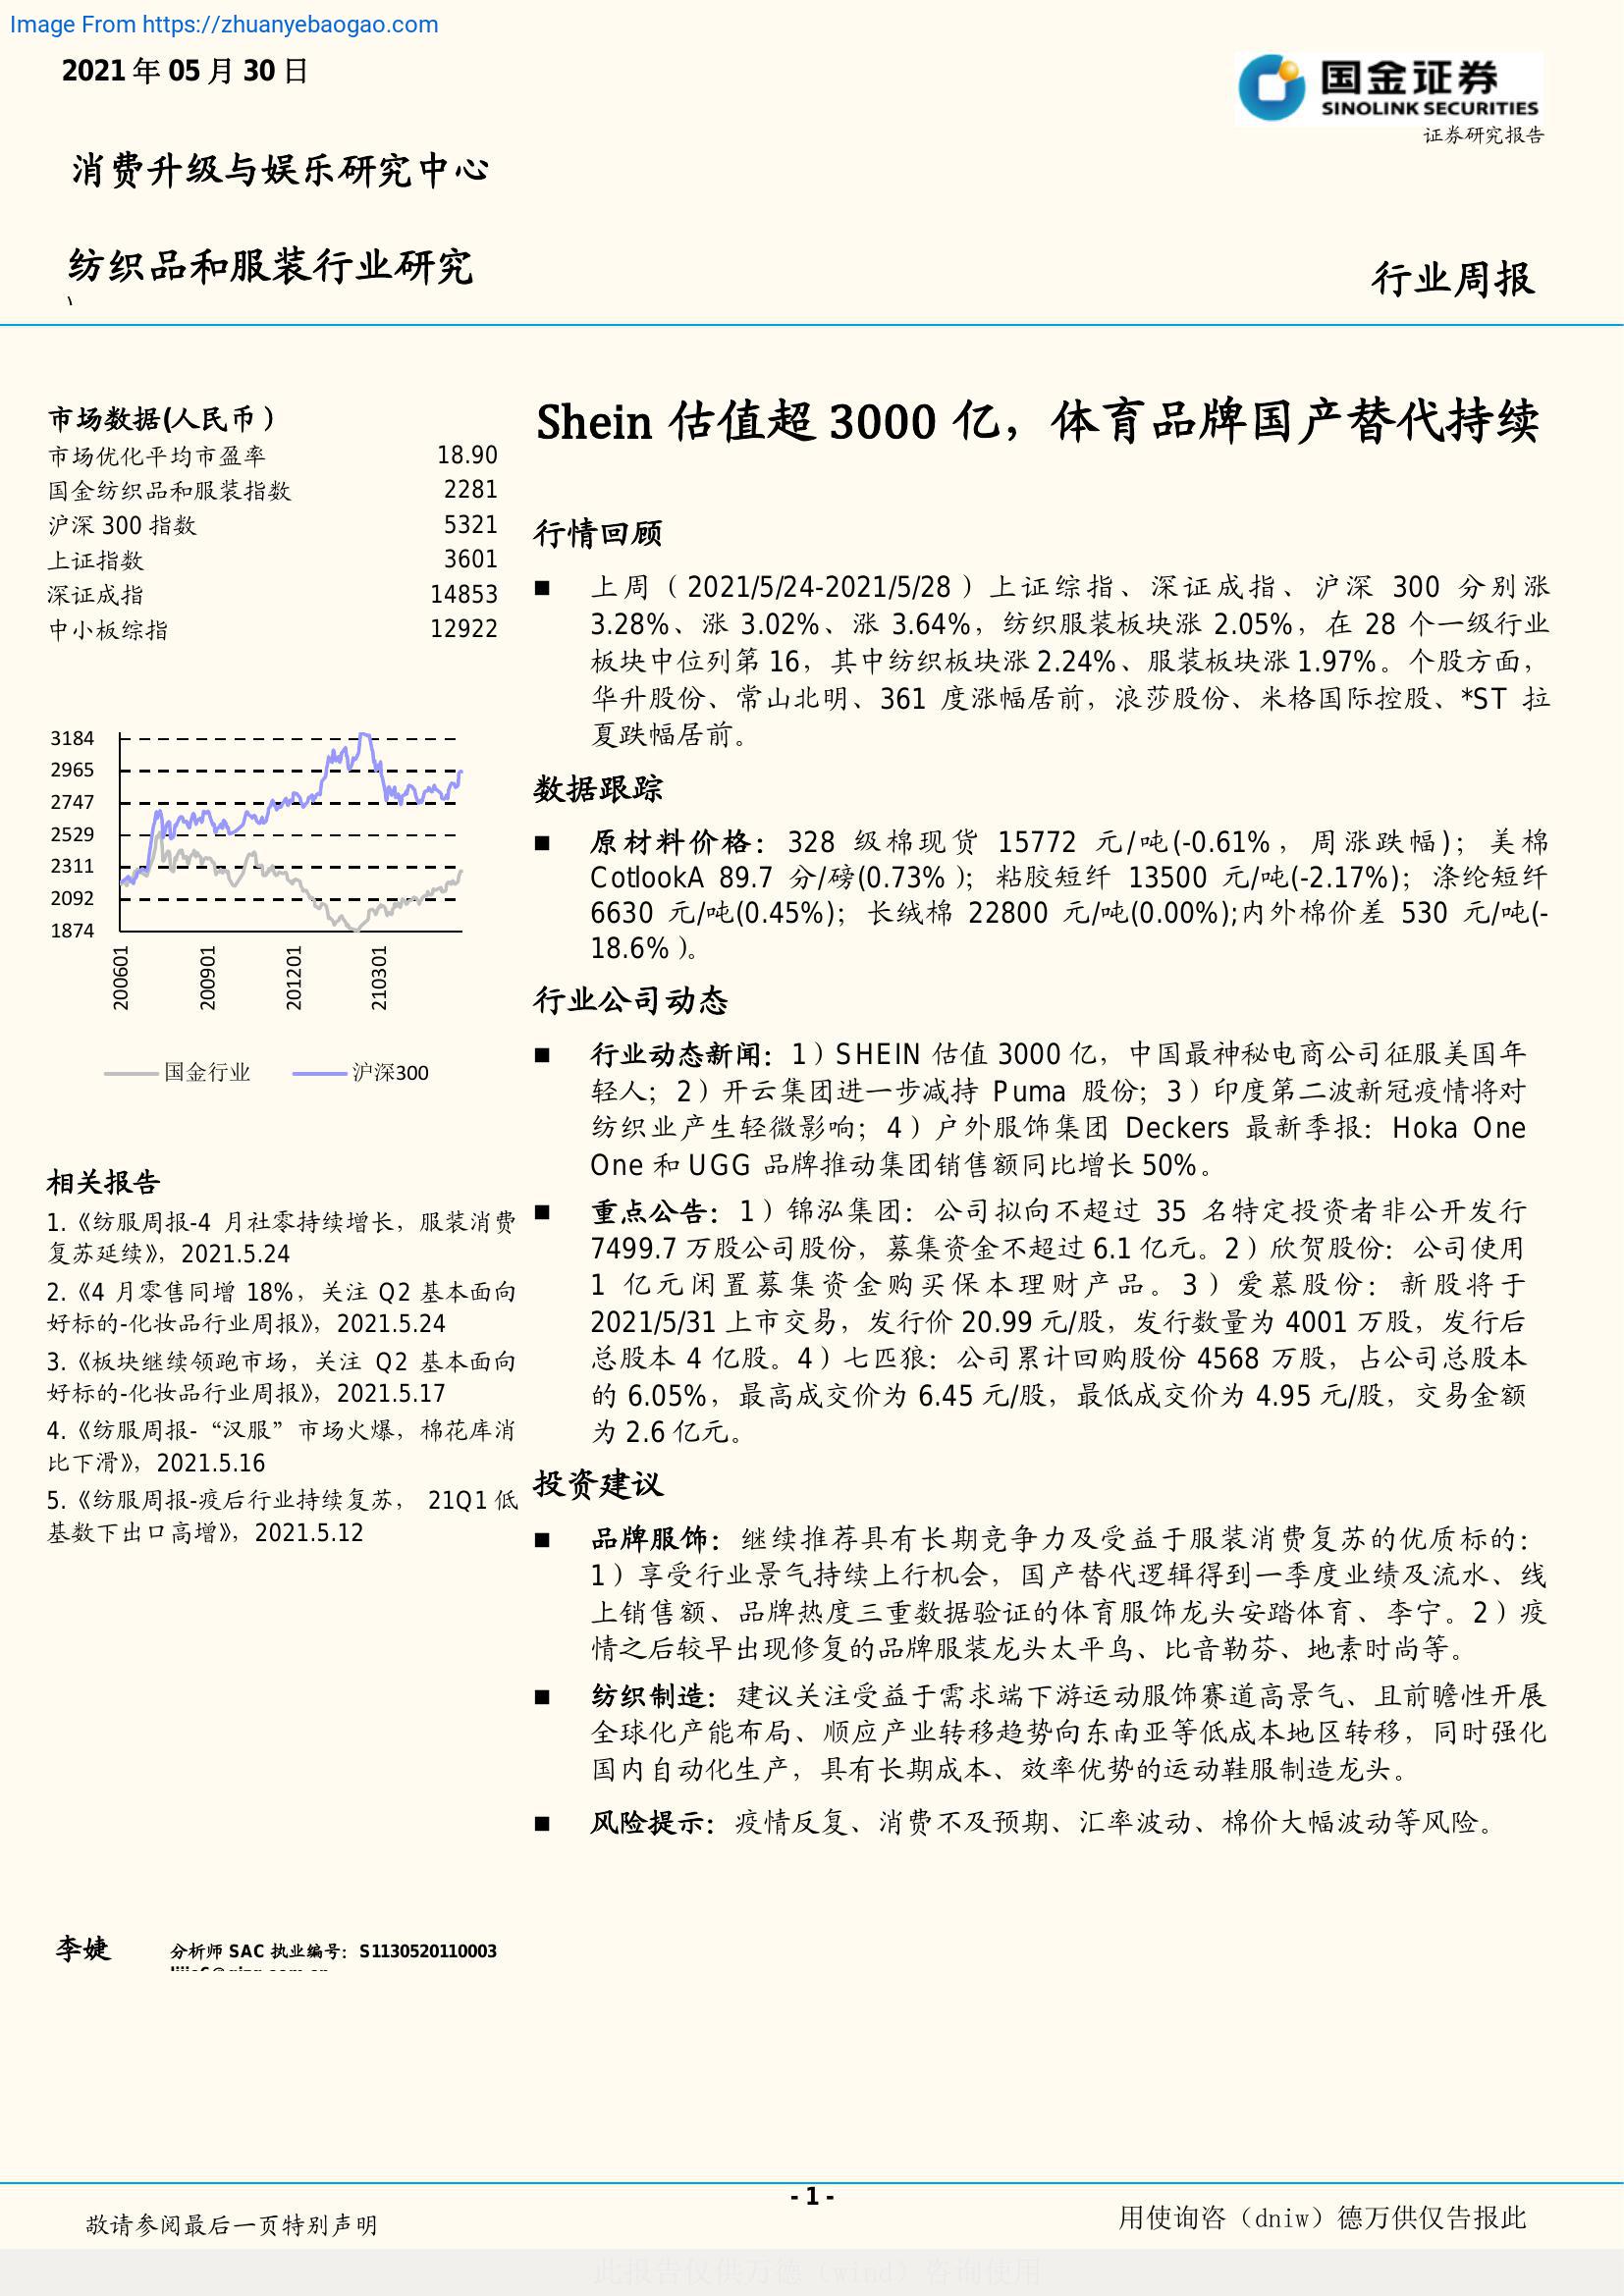 Image From https://zhuanyebaogao.com
2021 年 05 月 30 日
国金证券
SINOLINK SECURITIES
证券研究报告
消费升级与娱乐研究中心
纺织品和服装行业研究
行业周报
市场数据(人民币）
市场优化平均市盈率 18.90
国金纺织品和服装指数 2281
沪深 300 指数 5321
上证指数 3601
深证成指 14853
中小板综指 12922
3184
2965
2747
2529
2311
2092
1874
200601
200901
201201
210301
国金行业 沪深300
相关报告
1.《纺服周报-4 月社零持续增长，服装消费
复苏延续》，2021.5.24
2.《4 月零售同增 18%，关注 Q2 基本面向
好标的-化妆品行业周报》，2021.5.24
3.《板块继续领跑市场，关注 Q2 基本面向
好标的-化妆品行业周报》，2021.5.17
4.《纺服周报-“汉服”市场火爆，棉花库消
比下滑》，2021.5.16
5.《纺服周报-疫后行业持续复苏， 21Q1 低
基数下出口高增》，2021.5.12
李婕 分析师 SAC 执业编号：S1130520110003
Shein 估值超 3000 亿，体育品牌国产替代持续
行情回顾
■ 上周（2021/5/24-2021/5/28）上证综指、深证成指、沪深 300 分别涨
3.28%、涨 3.02%、涨 3.64%，纺织服装板块涨 2.05%，在 28 个一级行业
板块中位列第 16，其中纺织板块涨 2.24%、服装板块涨 1.97%。个股方面，
华升股份、常山北明、361 度涨幅居前，浪莎股份、米格国际控股、*ST 拉
夏跌幅居前。
数据跟踪
■ 原材料价格：328 级棉现货 15772 元/吨(-0.61%，周涨跌幅)；美棉
CotlookA 89.7 分/磅(0.73%)；粘胶短纤 13500 元/吨(-2.17%)；涤纶短纤
6630 元/吨(0.45%)；长绒棉 22800 元/吨(0.00%);内外棉价差 530 元/吨(-
18.6%)。
行业公司动态
■ 行业动态新闻：1）SHEIN 估值 3000 亿，中国最神秘电商公司征服美国年
轻人；2）开云集团进一步减持 Puma 股份；3）印度第二波新冠疫情将对
纺织业产生轻微影响；4）户外服饰集团 Deckers 最新季报：Hoka One
One 和 UGG 品牌推动集团销售额同比增长 50%。
■ 重点公告：1）锦泓集团：公司拟向不超过 35 名特定投资者非公开发行
7499.7 万股公司股份，募集资金不超过 6.1 亿元。2）欣贺股份：公司使用
1 亿元闲置募集资金购买保本理财产品。3）爱慕股份：新股将于
2021/5/31 上市交易，发行价 20.99 元/股，发行数量为 4001 万股，发行后
总股本 4 亿股。4）七匹狼：公司累计回购股份 4568 万股，占公司总股本
的 6.05%，最高成交价为 6.45 元/股，最低成交价为 4.95 元/股，交易金额
为 2.6 亿元。
投资建议
■ 品牌服饰：继续推荐具有长期竞争力及受益于服装消费复苏的优质标的：
1）享受行业景气持续上行机会，国产替代逻辑得到一季度业绩及流水、线
上销售额、品牌热度三重数据验证的体育服饰龙头安踏体育、李宁。2）疫
情之后较早出现修复的品牌服装龙头太平鸟、比音勒芬、地素时尚等。
■ 纺织制造：建议关注受益于需求端下游运动服饰赛道高景气、且前瞻性开展
全球化产能布局、顺应产业转移趋势向东南亚等低成本地区转移，同时强化
国内自动化生产，具有长期成本、效率优势的运动鞋服制造龙头。
■ 风险提示：疫情反复、消费不及预期、汇率波动、棉价大幅波动等风险。
- 1 -
敬请参阅最后一页特别声明
用使询咨（dniw）德万供仅告报此
此报告仅供万德（wind）咨询使用